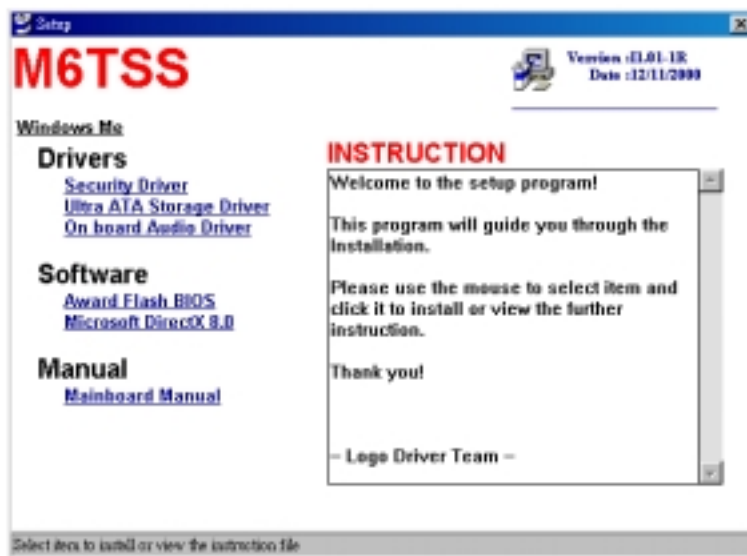 Setup
M6TSS
Version :I1.01-1R
Date :12/11/2000
Windows Me
Drivers
Security Driver
Ultra ATA Storage Driver
On board Audio Driver
Software
Award Flash BIOS
Microsoft DirectX 8.0
Manual
Mainboard Manual
INSTRUCTION
Welcome to the setup program!
This program will guide you through the
Installation.
Please use the mouse to select item and
click it to install or view the further
instruction.
Thank you!
-- Logo Driver Team --
Select item to install or view the instruction file